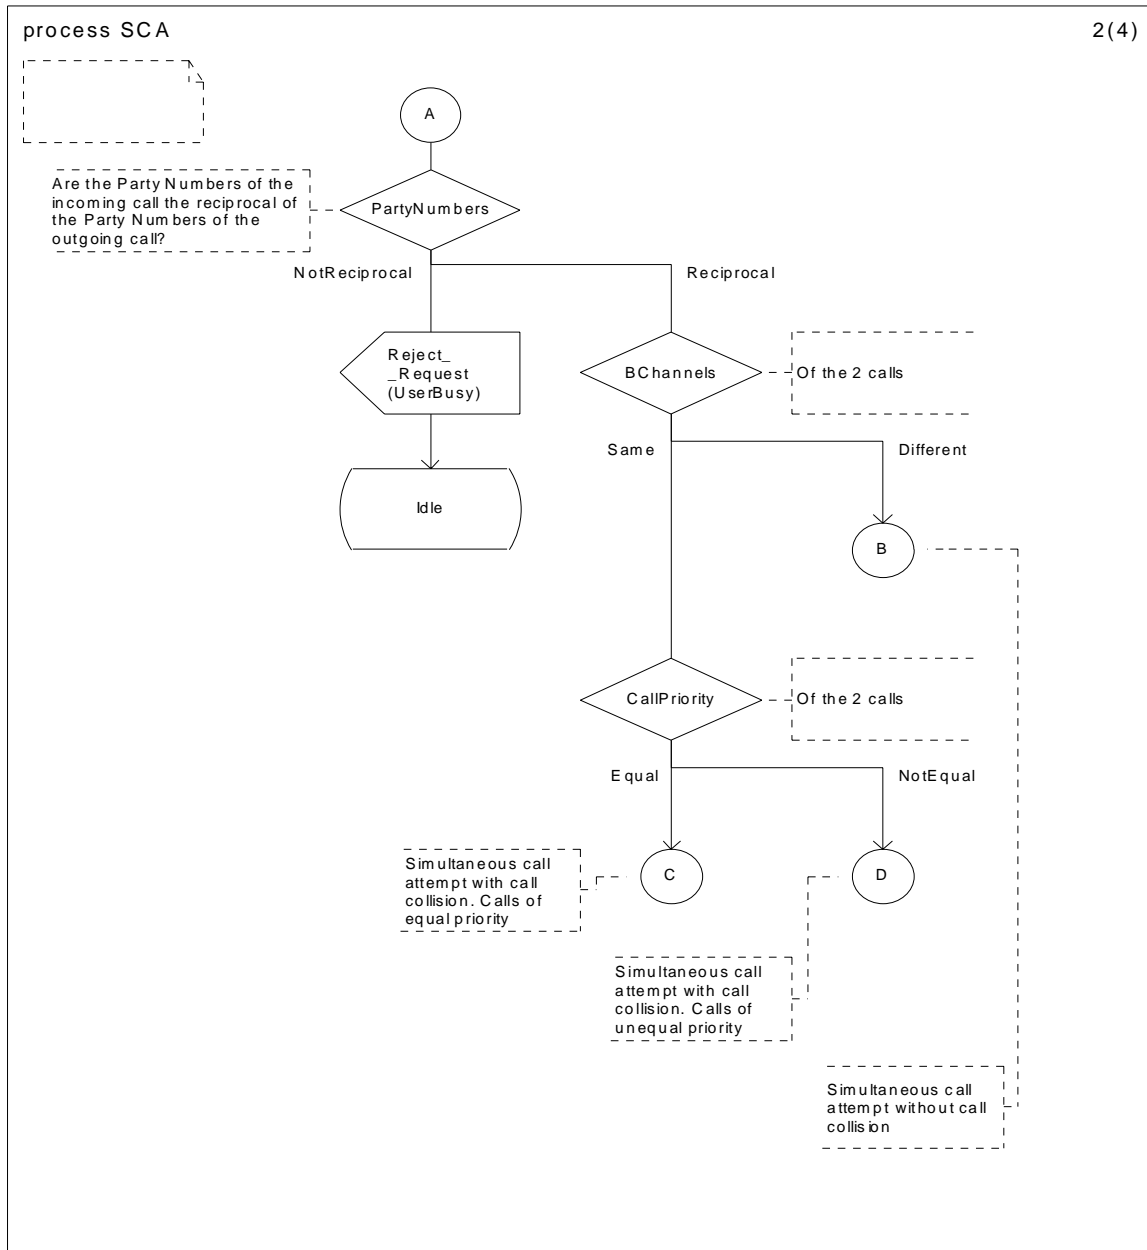 process SCA
2(4)
A
Are the Party Numbers of the
incoming call the reciprocal of
the Party Numbers of the
outgoing call?
PartyNumbers
NotReciprocal
Reciprocal
Reject_
_Request
(UserBusy)
BChannels
Of the 2 calls
Same
Different
Idle
B
CallPriority
Of the 2 calls
Equal
NotEqual
Simultaneous call
attempt with call
collision. Calls of
equal priority
C
D
Simultaneous call
attempt with call
collision. Calls of
unequal priority
Simultaneous call
attempt without call
collision